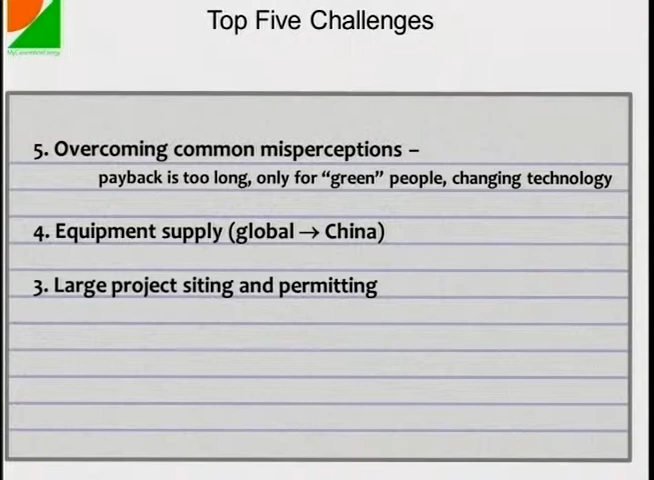 Top Five Challenges
5. Overcoming common misperceptions –
payback is too long, only for “green” people, changing technology
4. Equipment supply (global → China)
3. Large project siting and permitting